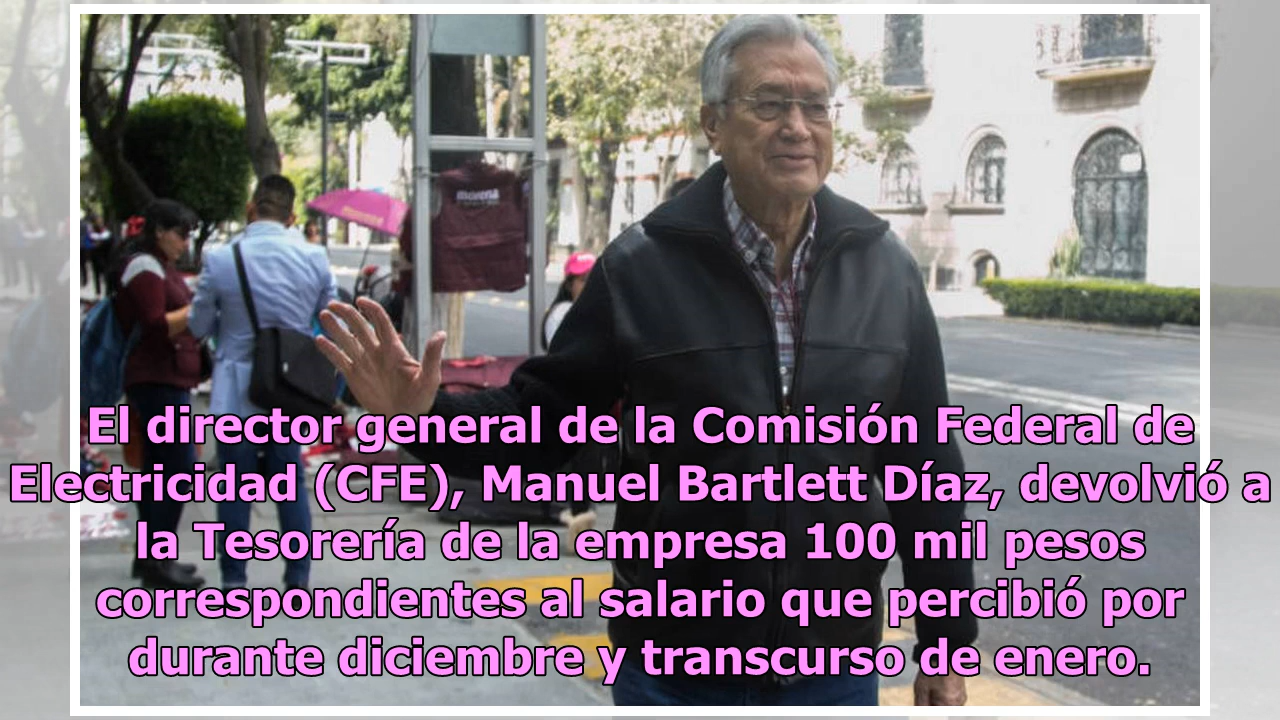 morena
El director general de la Comisión Federal de
Electricidad (CFE), Manuel Bartlett Díaz, devolvió a
la Tesorería de la empresa 100 mil pesos
correspondientes al salario que percibió por
durante diciembre y transcurso de enero.